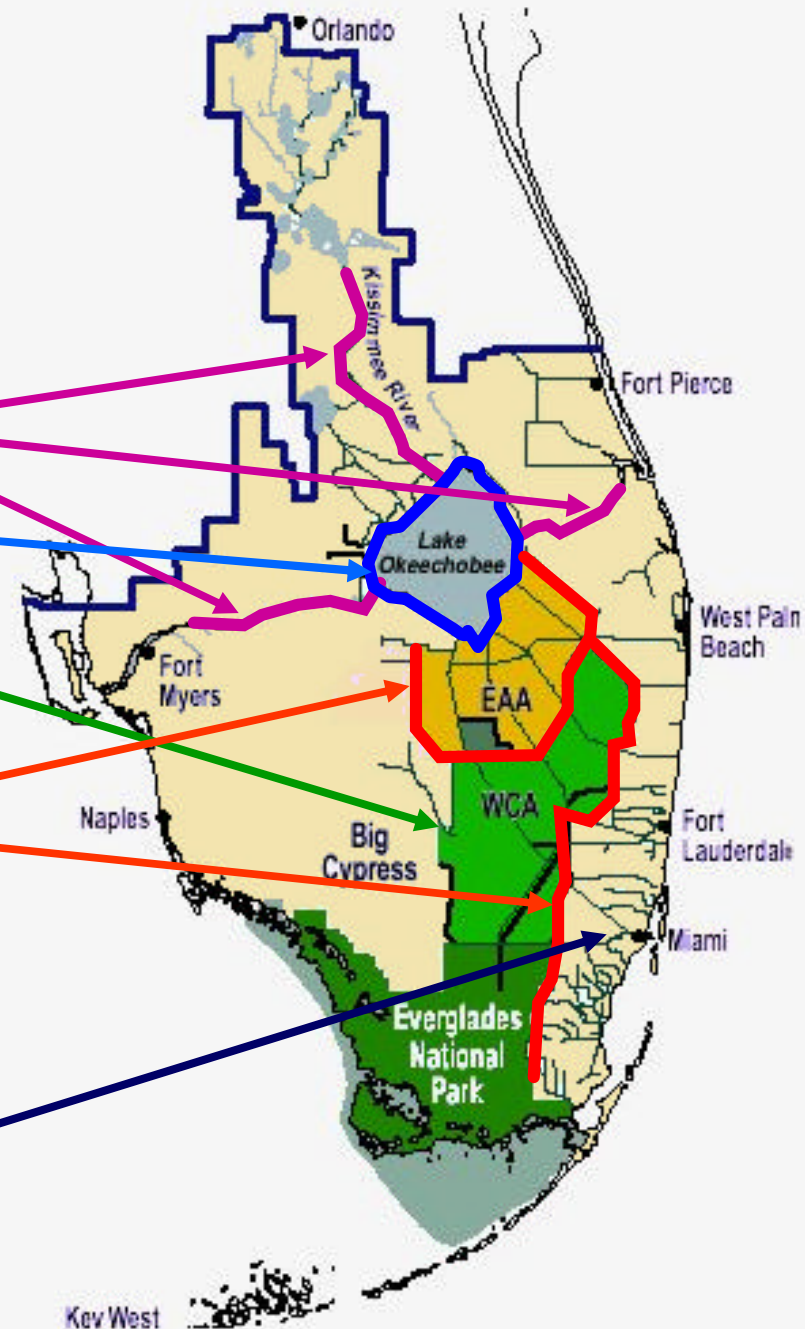 Orlando
Kissimmee River
Fort Pierce
Lake
Okeechobee
West Palm
Beach
Fort
Myers
EAA
WCA
Naples
Big
Cypress
Fort
Lauderdale
Miami
Everglades
National
Park
Key West